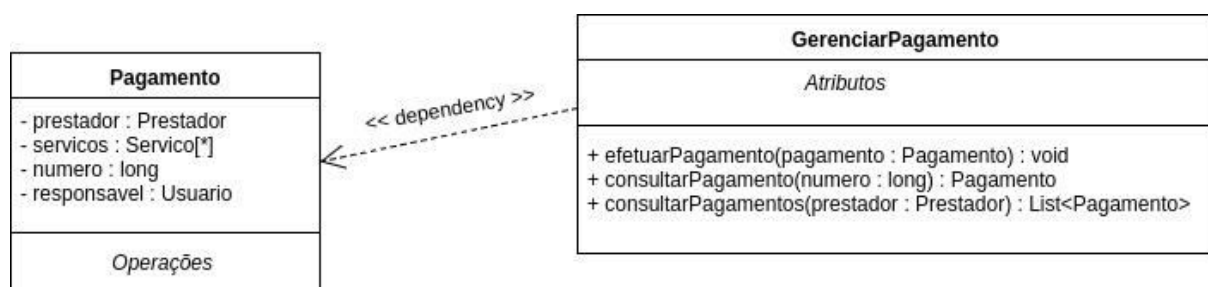 Pagamento
- prestador : Prestador
- servicos : Servico[*]
- numero : long
- responsavel : Usuario
Operações
<< dependency >>
GerenciarPagamento
Atributos
+ efetuarPagamento(pagamento : Pagamento) : void
+ consultarPagamento(numero : long) : Pagamento
+ consultarPagamentos(prestador : Prestador) : List<Pagamento>